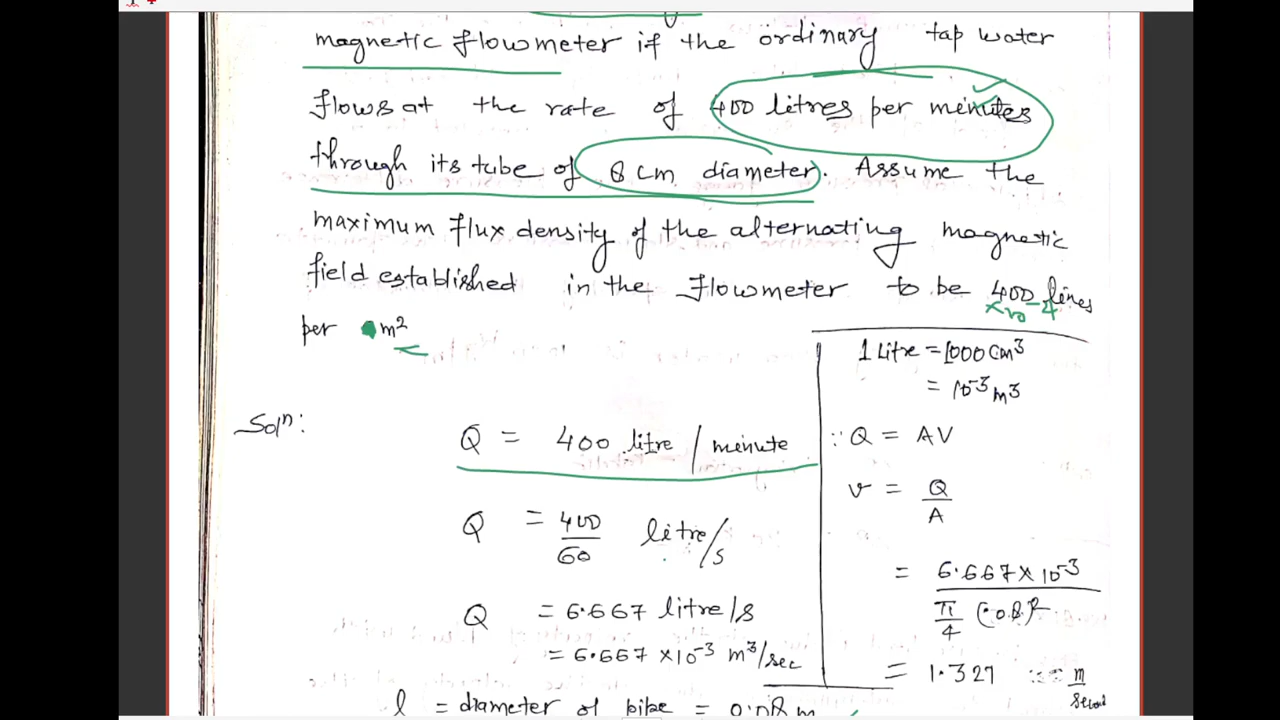 magnetic flowmeter if the ordinary tap water
flows at the rate of 400 litres per minutes
through its tube of 8 cm diameter. Assume the
maximum flux density of the alternating magnetic
field established in the flowmeter to be 400 lines
×10-4
per m²
Soln:
Q = 400 litre / minute
Q = 400/60 litre/s
Q = 6.667 litre/s
= 6.667 ×10-3 m3/sec
l = diameter of pipe = 0.08 m
1 Litre = 1000 cm3
= 10-3 m3
∵ Q = AV
v = Q/A
= 6.667×10-3
π/4 (.08)2
= 1.327 m/second